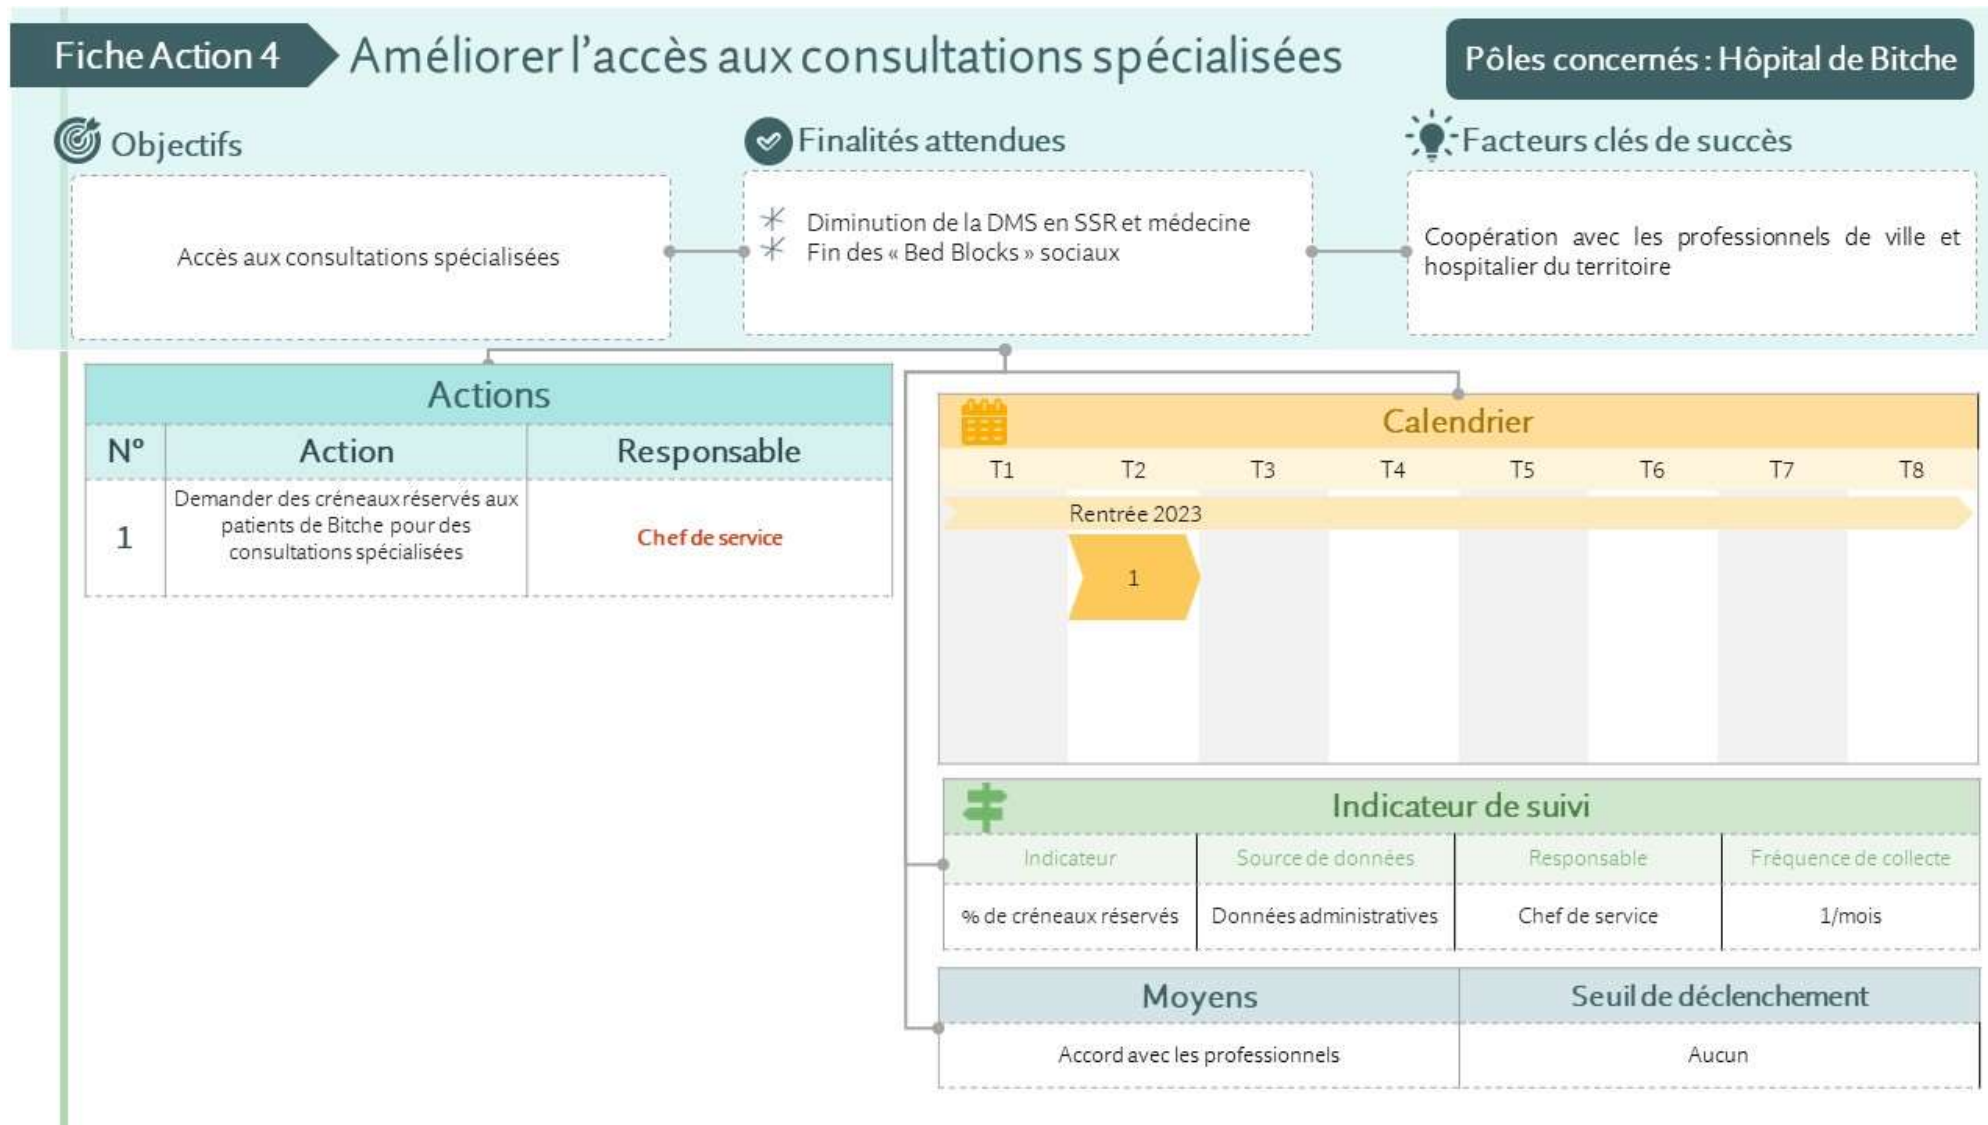 Fiche Action 4
Améliorer l’accès aux consultations spécialisées
Pôles concernés : Hôpital de Bitche
Objectifs
Accès aux consultations spécialisées
Finalités attendues
Diminution de la DMS en SSR et médecine
Fin des « Bed Blocks » sociaux
Facteurs clés de succès
Coopération avec les professionnels de ville et
hospitalier du territoire
Actions
N° Action Responsable
1
Demander des créneaux réservés aux
patients de Bitche pour des
consultations spécialisées
Chef de service
Calendrier
T1 T2 T3 T4 T5 T6 T7 T8
Rentrée 2023
1
Indicateur de suivi
Indicateur Source de données Responsable Fréquence de collecte
% de créneaux réservés Données administratives Chef de service 1/mois
Moyens Seuil de déclenchement
Accord avec les professionnels Aucun